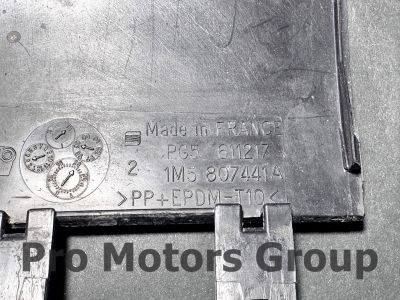 Made in FRANCE
PG5 611217
2 1M5 807441A
>PP+EPDM-T10<
Pro Motors Group